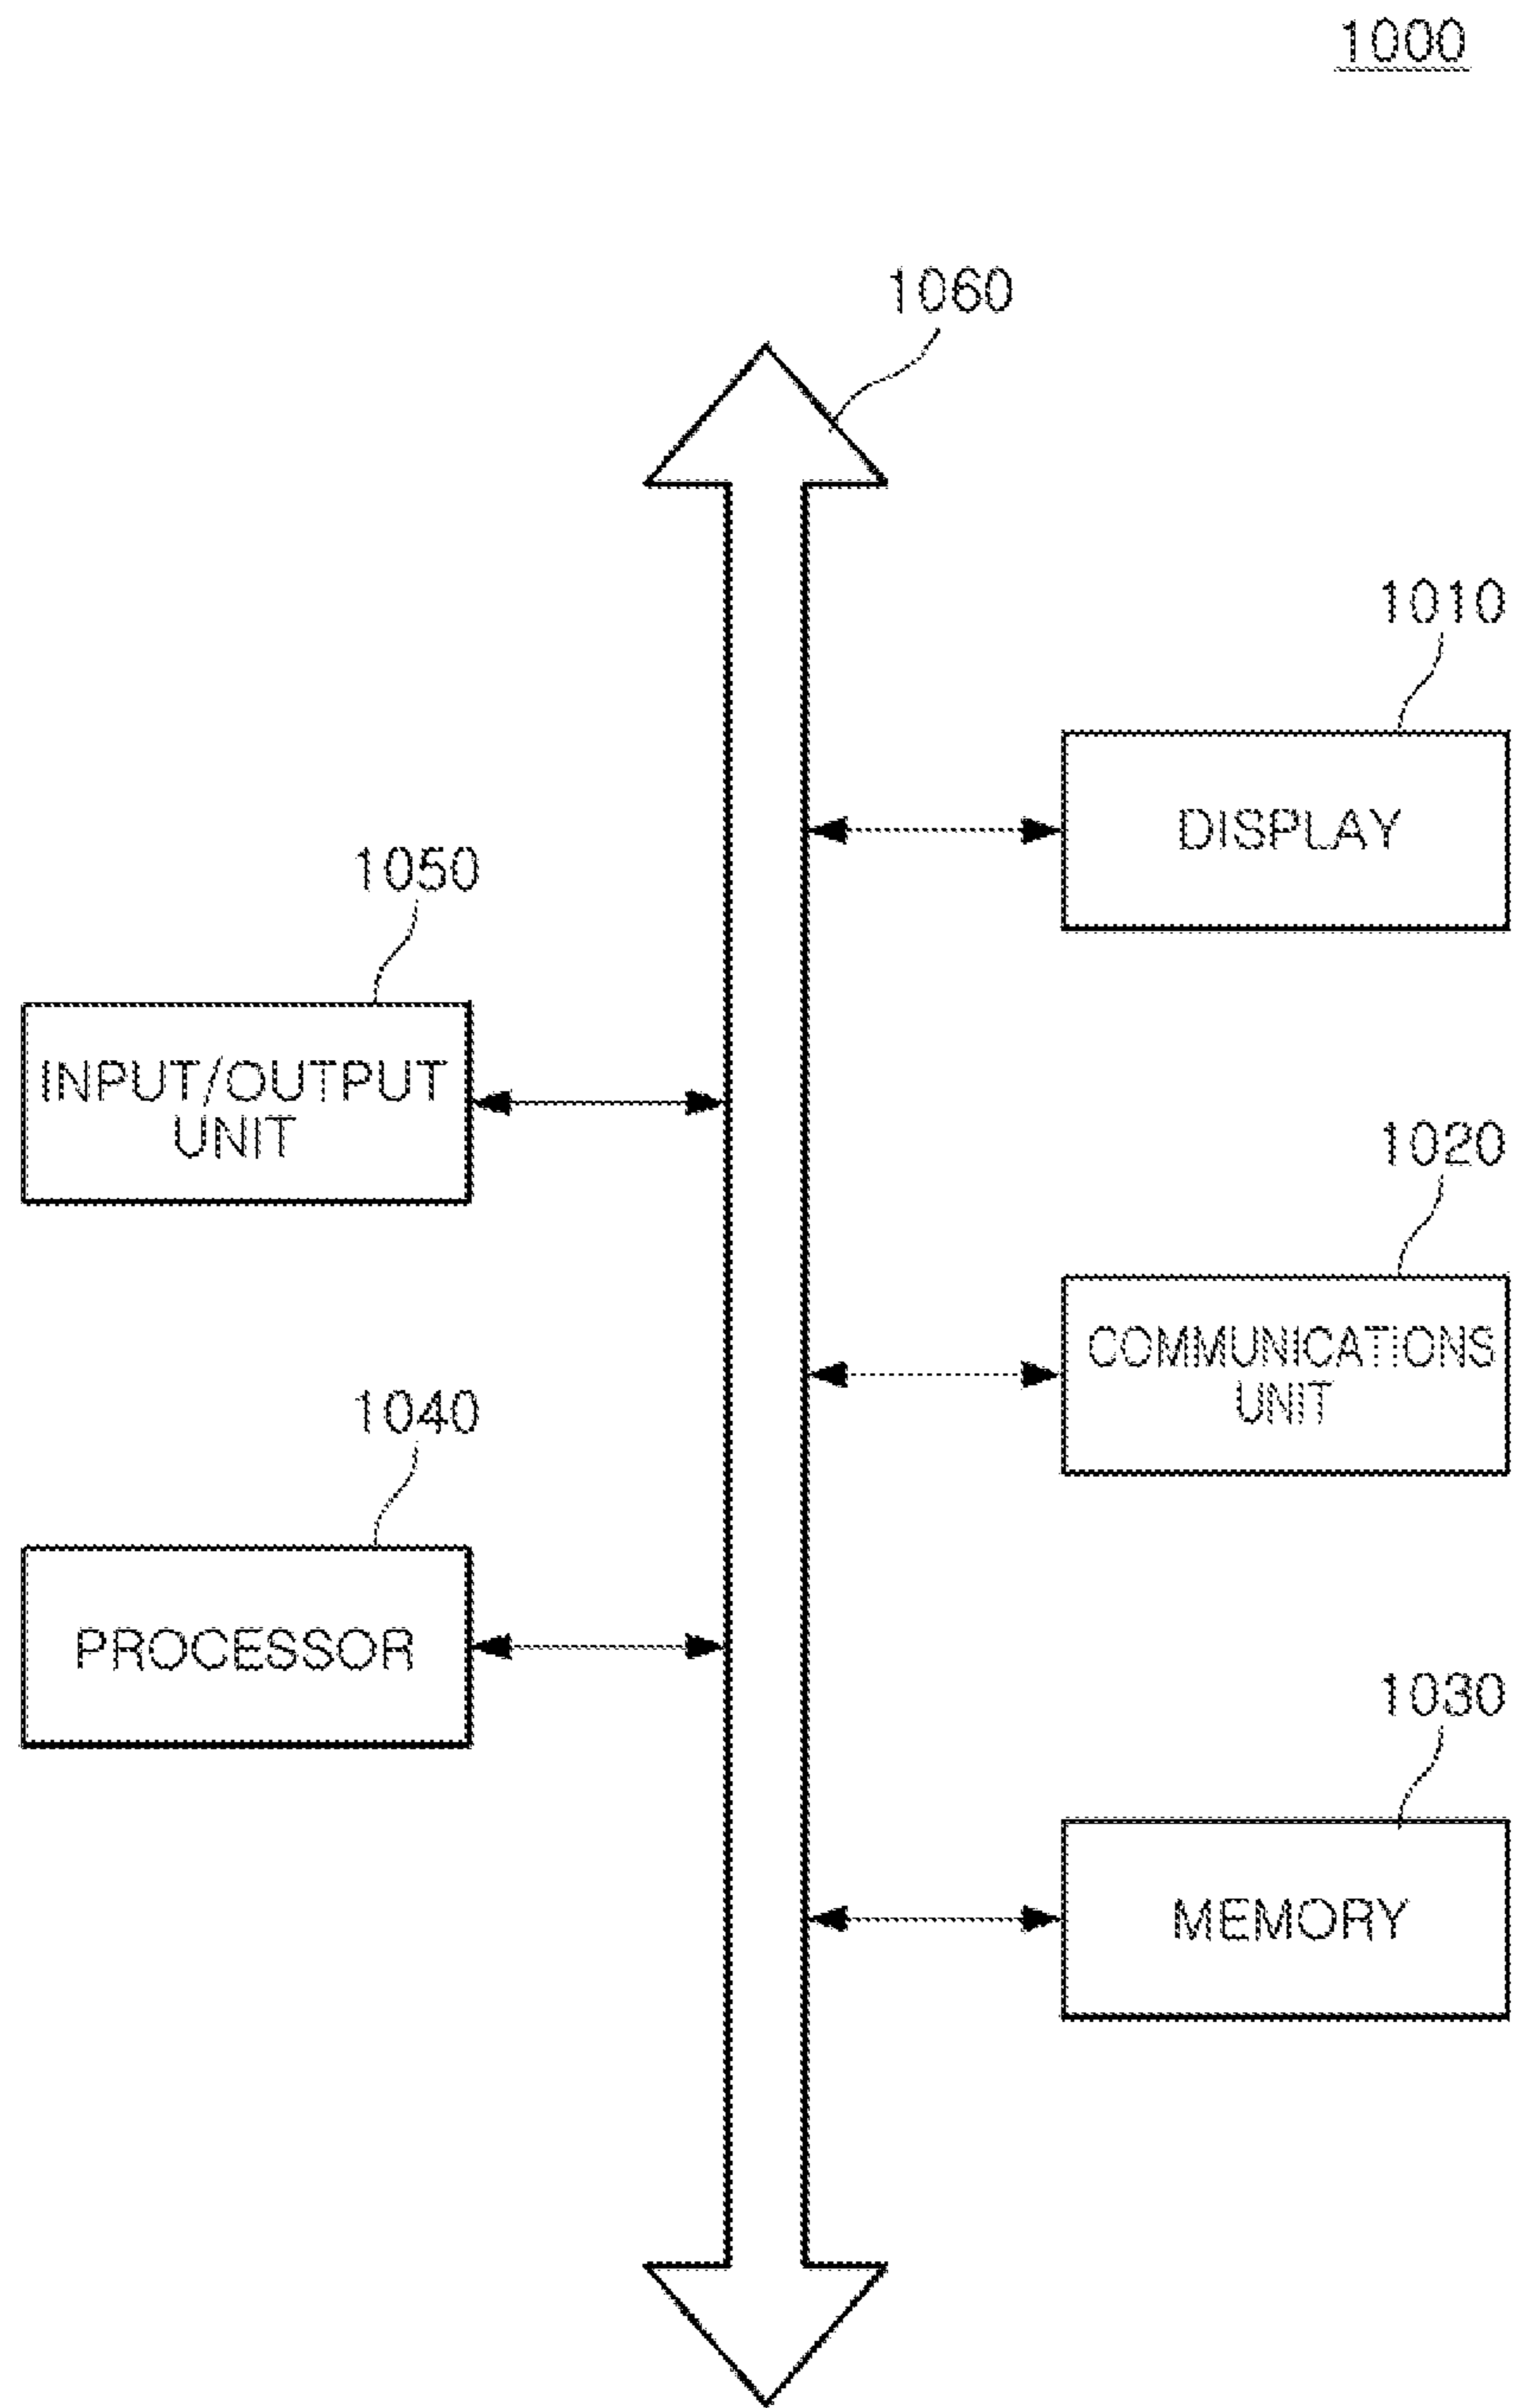 1000
1060
1010
DISPLAY
1050
INPUT/OUTPUT
UNIT
1020
COMMUNICATIONS
UNIT
1040
PROCESSOR
1030
MEMORY